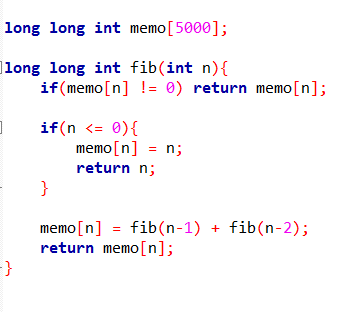 long long int memo[5000];
long long int fib(int n){
if(memo[n] != 0) return memo[n];
if(n <= 0){
memo[n] = n;
return n;
}
memo[n] = fib(n-1) + fib(n-2);
return memo[n];
}